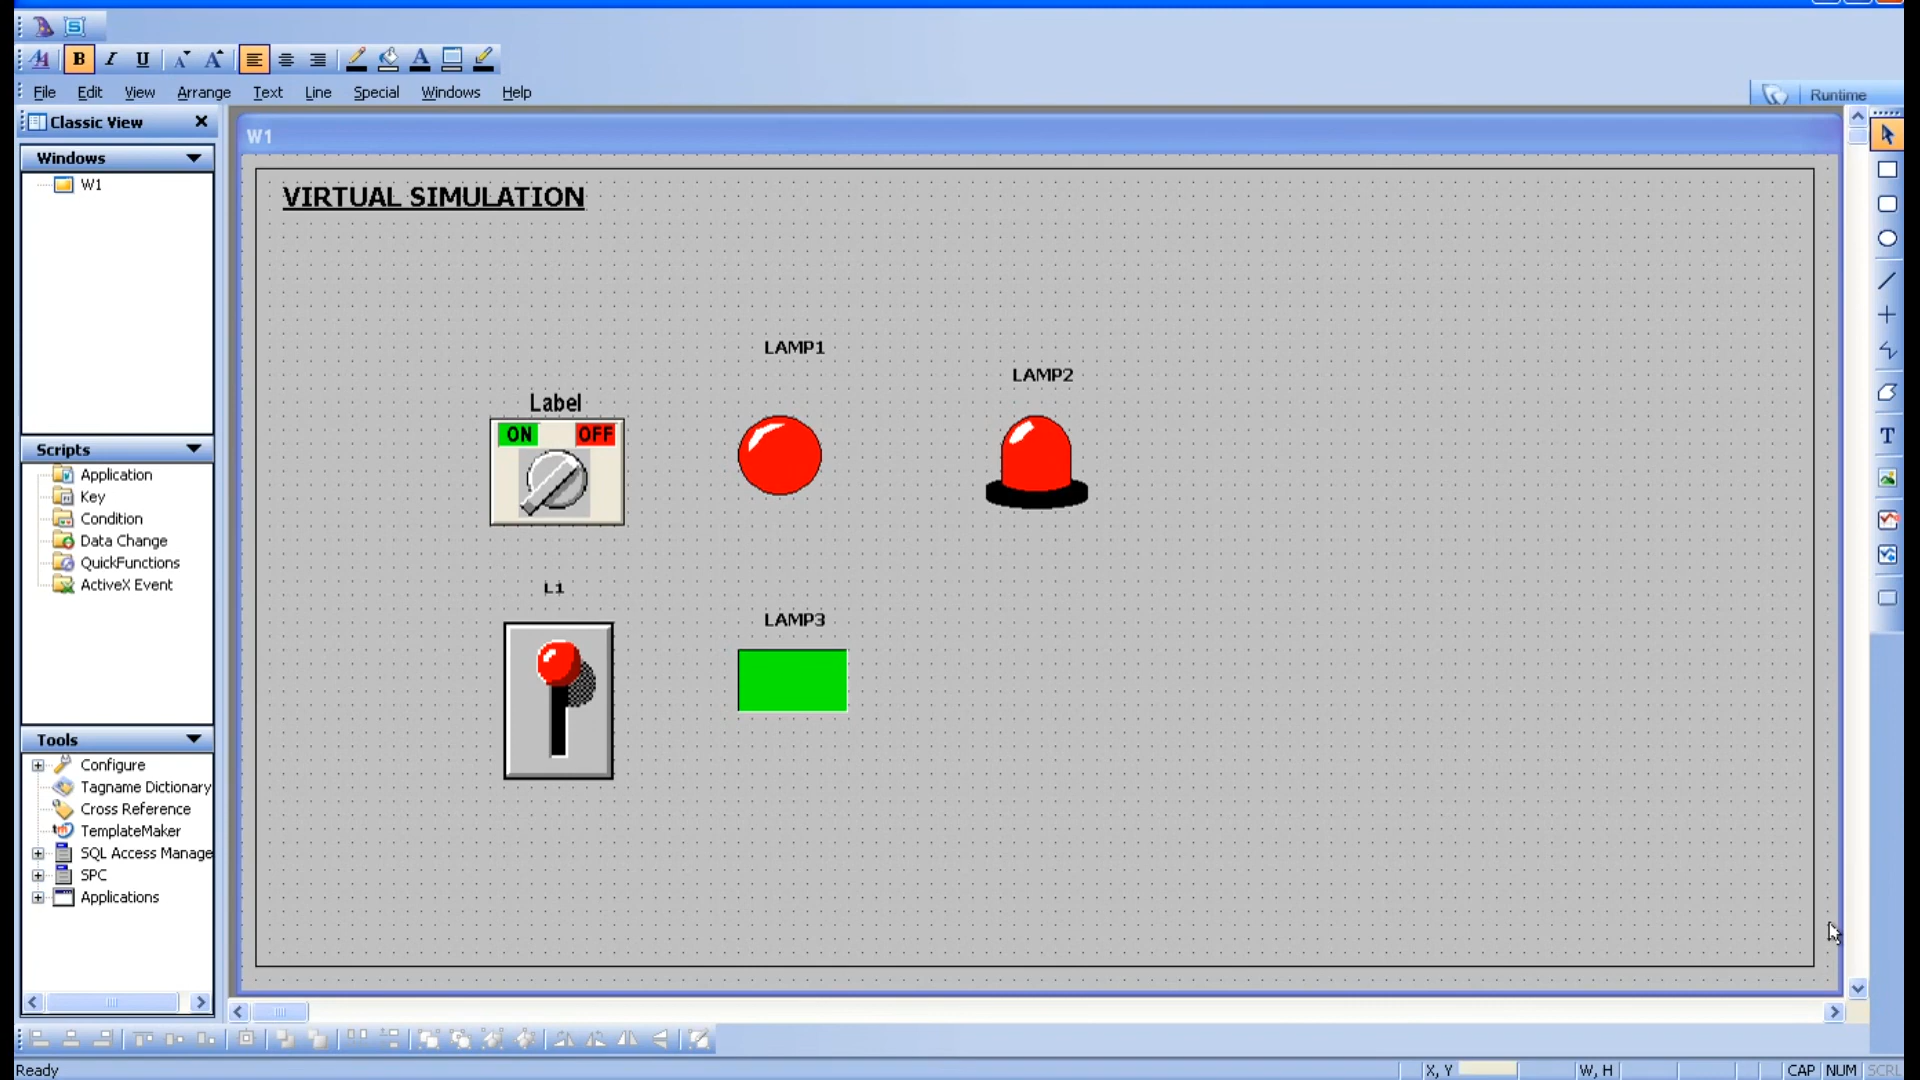 B I U A A A
File Edit View Arrange Text Line Special Windows Help
Runtime
Classic View
W1
Windows
W1
VIRTUAL SIMULATION
LAMP1
LAMP2
Label
ON OFF
Scripts
Application
Key
Condition
Data Change
QuickFunctions
ActiveX Event
L1
LAMP3
T
Tools
Configure
Tagname Dictionary
Cross Reference
TemplateMaker
SQL Access Manage
SPC
Applications
Ready
X, Y W, H CAP NUM SCRL